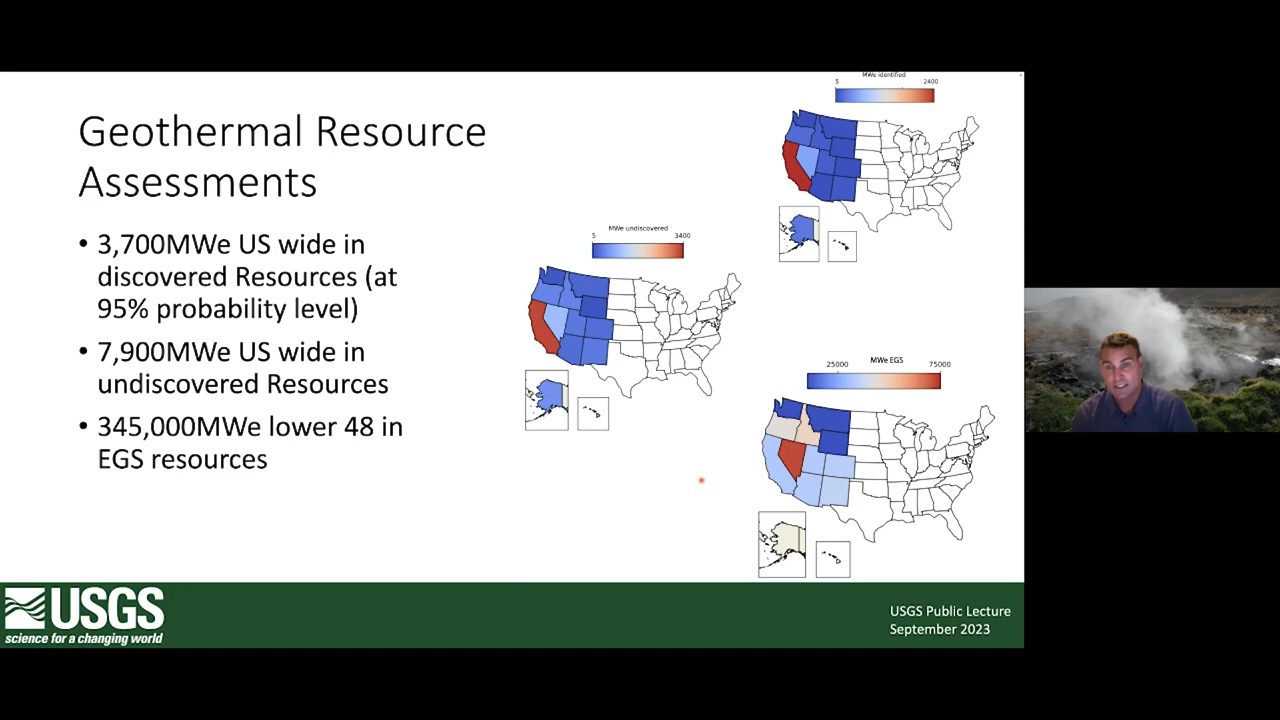 Geothermal Resource
Assessments
• 3,700MWe US wide in
discovered Resources (at
95% probability level)
• 7,900MWe US wide in
undiscovered Resources
• 345,000MWe lower 48 in
EGS resources
MWe undiscovered
5 3400
MWe identified
5 2400
MWe EGS
25000 75000
USGS
science for a changing world
USGS Public Lecture
September 2023